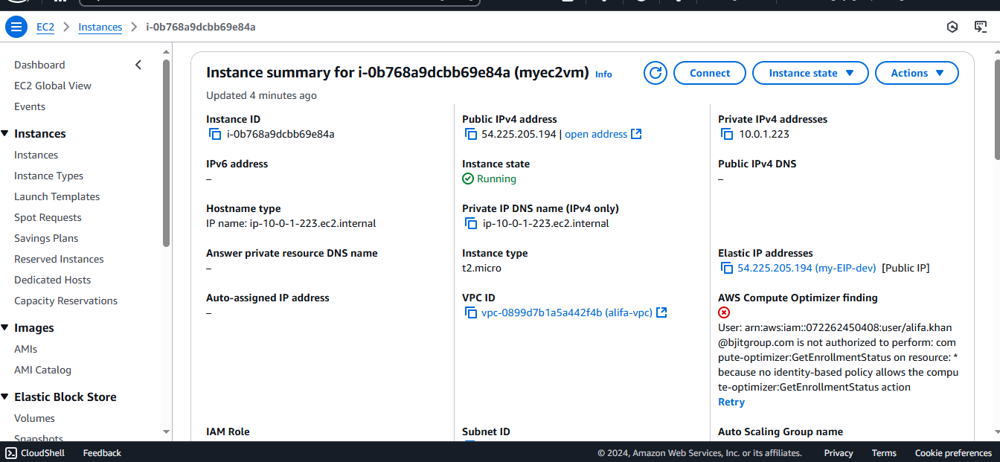 EC2 > Instances > i-0b768a9dcbb69e84a
Dashboard
EC2 Global View
Events
Instances
Instances
Instance Types
Launch Templates
Spot Requests
Savings Plans
Reserved Instances
Dedicated Hosts
Capacity Reservations
Images
AMIs
AMI Catalog
Elastic Block Store
Volumes
Snapshots
Instance summary for i-0b768a9dcbb69e84a (myec2vm) Info
Connect
Instance state
Actions
Updated 4 minutes ago
Instance ID
i-0b768a9dcbb69e84a
Public IPv4 address
54.225.205.194 | open address
Private IPv4 addresses
10.0.1.223
IPv6 address
–
Instance state
Running
Public IPv4 DNS
–
Hostname type
IP name: ip-10-0-1-223.ec2.internal
Private IP DNS name (IPv4 only)
ip-10-0-1-223.ec2.internal
Answer private resource DNS name
–
Instance type
t2.micro
Elastic IP addresses
54.225.205.194 (my-EIP-dev) [Public IP]
Auto-assigned IP address
–
VPC ID
vpc-0899d7b1a5a442f4b (alifa-vpc)
AWS Compute Optimizer finding
User: arn:aws:iam::072262450408:user/alifa.khan
@bjitgroup.com is not authorized to perform: com
pute-optimizer:GetEnrollmentStatus on resource: *
because no identity-based policy allows the compu
te-optimizer:GetEnrollmentStatus action
Retry
IAM Role
Subnet ID
Auto Scaling Group name
CloudShell
Feedback
© 2024, Amazon Web Services, Inc. or its affiliates.
Privacy
Terms
Cookie preferences